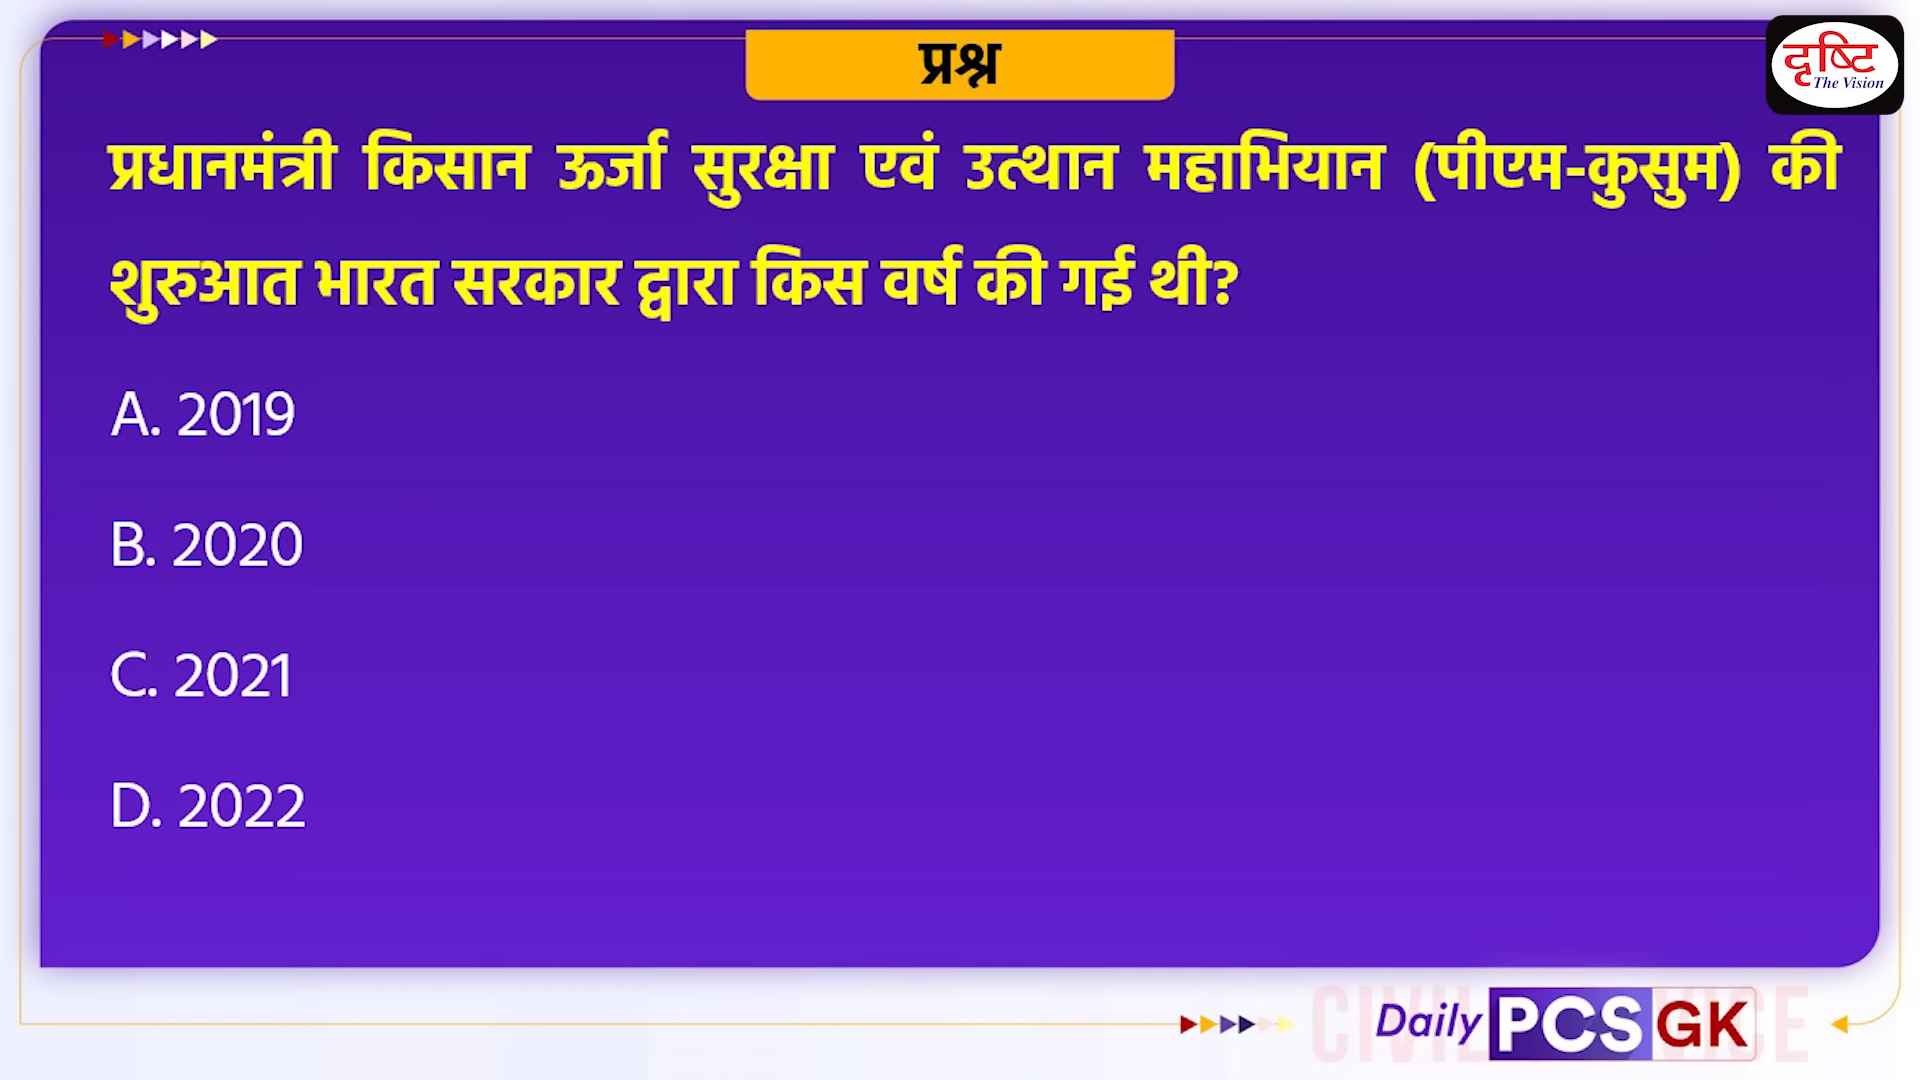 प्रश्न
दृष्टि
The Vision
प्रधानमंत्री किसान ऊर्जा सुरक्षा एवं उत्थान महाभियान (पीएम-कुसुम) की
शुरुआत भारत सरकार द्वारा किस वर्ष की गई थी?
A. 2019
B. 2020
C. 2021
D. 2022
Daily PCS GK